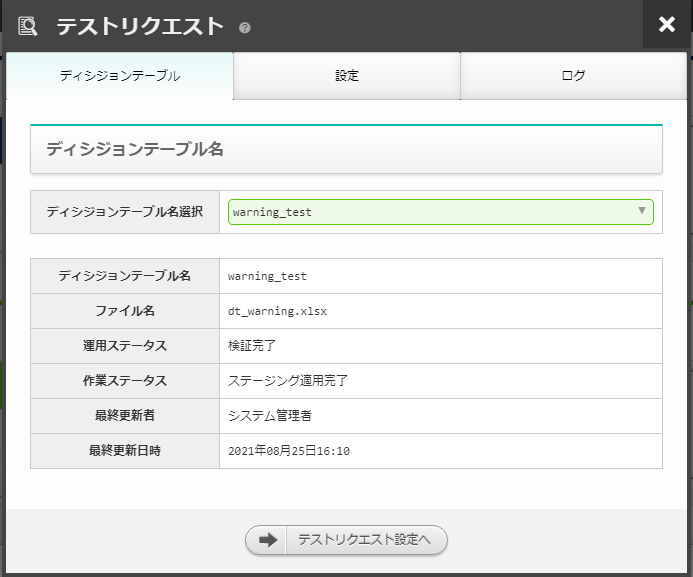 テストリクエスト ?
ディシジョンテーブル 設定 ログ
ディシジョンテーブル名
ディシジョンテーブル名選択 warning_test
ディシジョンテーブル名 warning_test
ファイル名 dt_warning.xlsx
運用ステータス 検証完了
作業ステータス ステージング適用完了
最終更新者 システム管理者
最終更新日時 2021年08月25日16:10
テストリクエスト設定へ